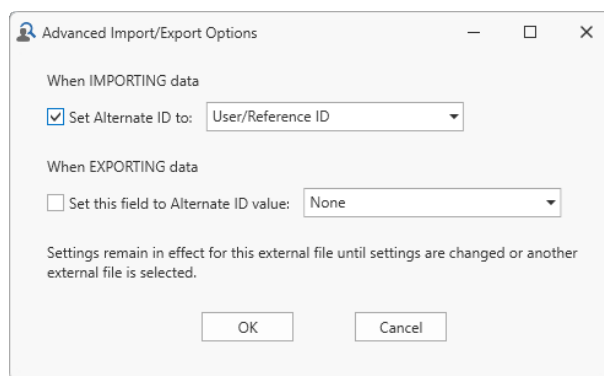 Advanced Import/Export Options
When IMPORTING data
Set Alternate ID to: User/Reference ID
When EXPORTING data
Set this field to Alternate ID value: None
Settings remain in effect for this external file until settings are changed or another
external file is selected.
OK Cancel